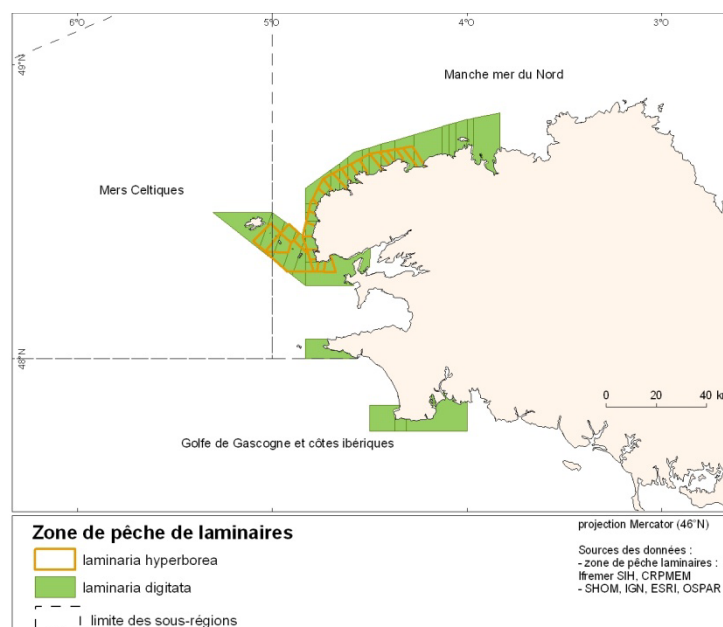 6°O 5°O 4°O 3°O
49°N
Manche mer du Nord
Mers Celtiques
48°N
0 20 40 km
Golfe de Gascogne et côtes ibériques
Zone de pêche de laminaires
laminaria hyperborea
laminaria digitata
limite des sous-régions
projection Mercator (46°N)
Sources des données :
- zone de pêche laminaires :
Ifremer SIH, CRPMEM
- SHOM, IGN, ESRI, OSPAR